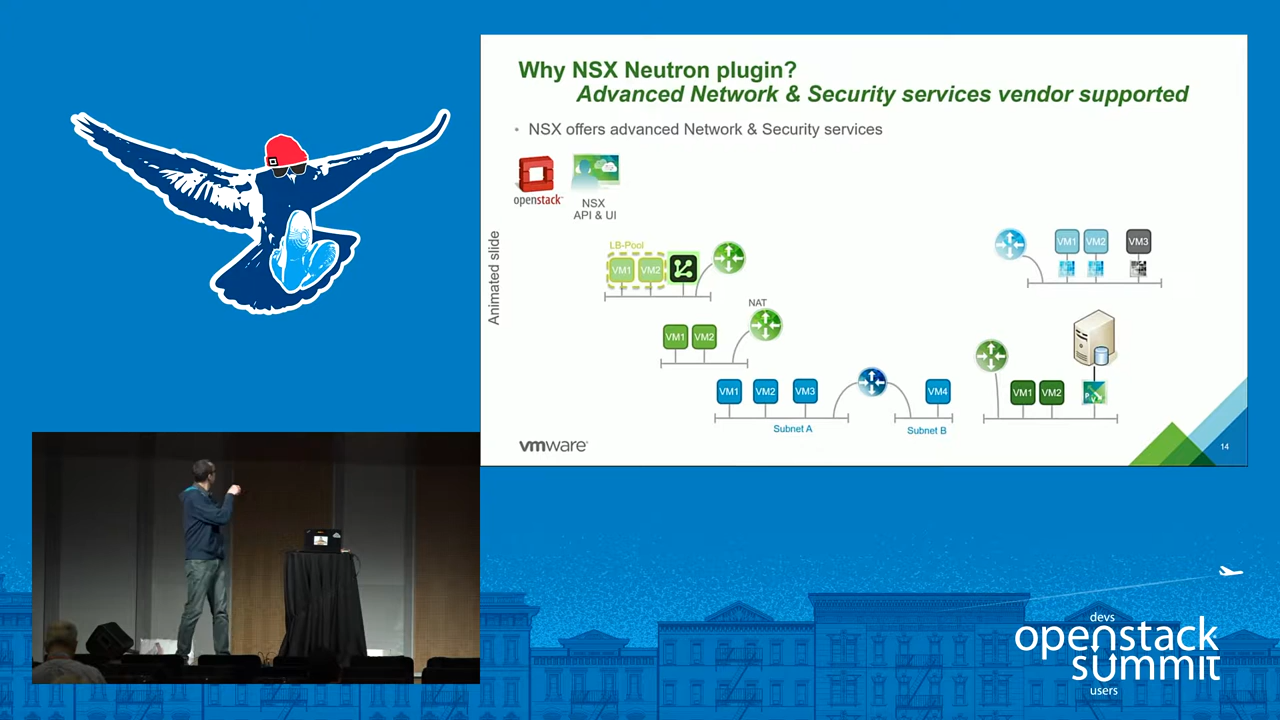 Why NSX Neutron plugin?
Advanced Network & Security services vendor supported
• NSX offers advanced Network & Security services
openstack
NSX
API & UI
Animated slide
LB-Pool
VM1 VM2
NAT
VM1 VM2
VM1 VM2 VM3
VM4
Subnet A
Subnet B
VM1 VM2 VM3
VM1 VM2
vmware
14
devs
openstack
summit
users